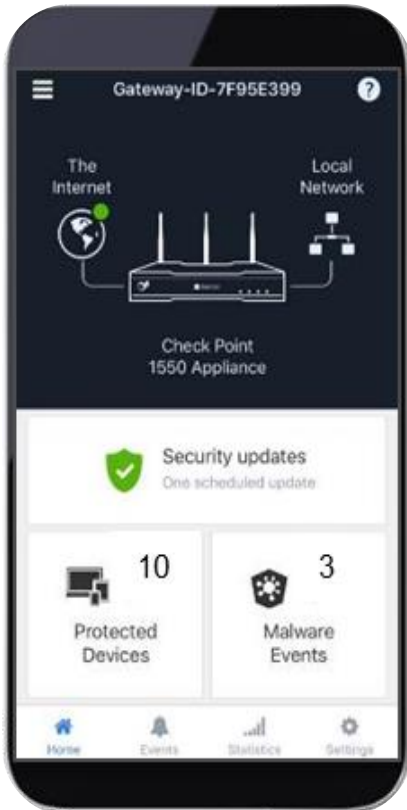 Gateway-ID-7F95E399
?
The
Internet
Local
Network
Check Point
1550 Appliance
Security updates
One scheduled update
10
Protected
Devices
3
Malware
Events
Home
Events
Statistics
Settings